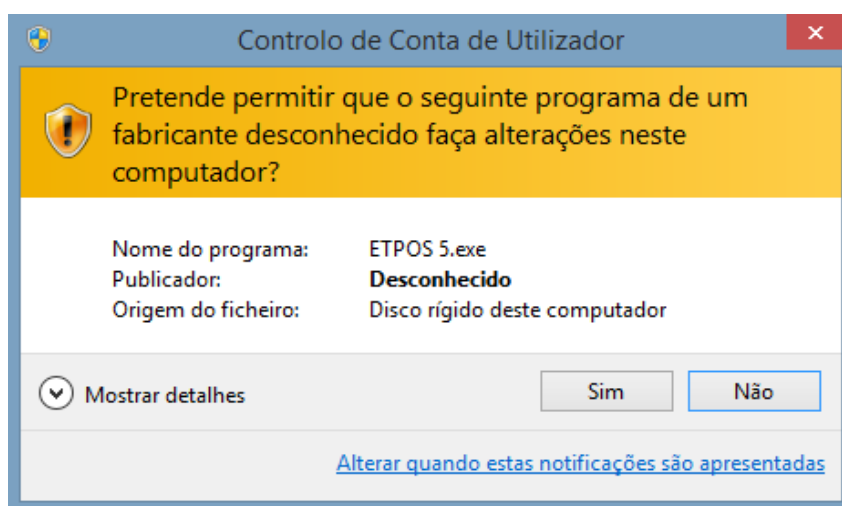 Controlo de Conta de Utilizador
Pretende permitir que o seguinte programa de um
fabricante desconhecido faça alterações neste
computador?
Nome do programa: ETPOS 5.exe
Publicador: Desconhecido
Origem do ficheiro: Disco rígido deste computador
Mostrar detalhes Sim Não
Alterar quando estas notificações são apresentadas